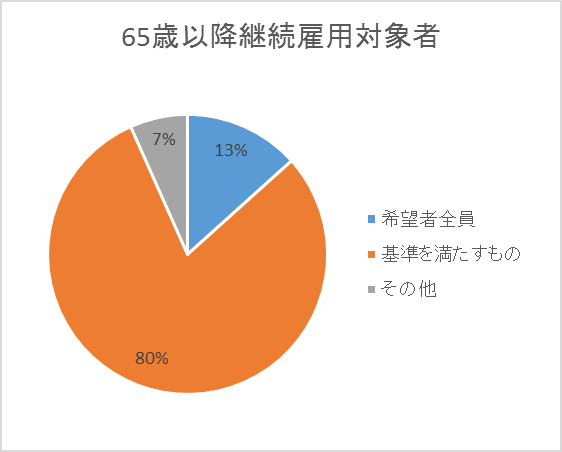 65歳以降継続雇用対象者
7%
13%
80%
希望者全員
基準を満たすもの
その他